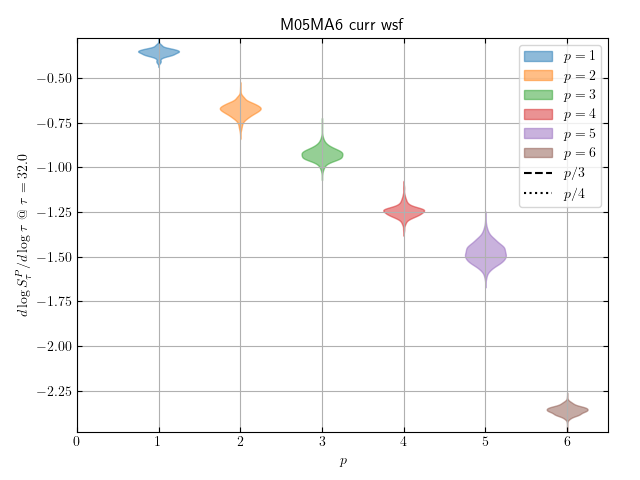 M05MA6 curr wsf
d log S_τ^P / d log τ @ τ = 32.0
−0.50
−0.75
−1.00
−1.25
−1.50
−1.75
−2.00
−2.25
p = 1
p = 2
p = 3
p = 4
p = 5
p = 6
p/3
p/4
0
1
2
3
4
5
6
p